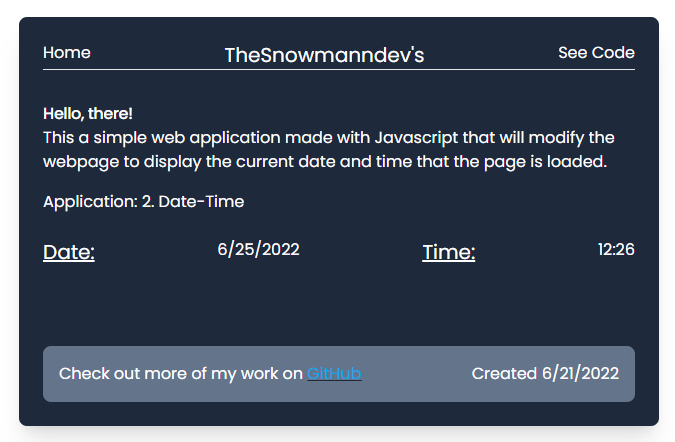 Home TheSnowmanndev's See Code
Hello, there!
This a simple web application made with Javascript that will modify the
webpage to display the current date and time that the page is loaded.
Application: 2. Date-Time
Date: 6/25/2022 Time: 12:26
Check out more of my work on GitHub Created 6/21/2022